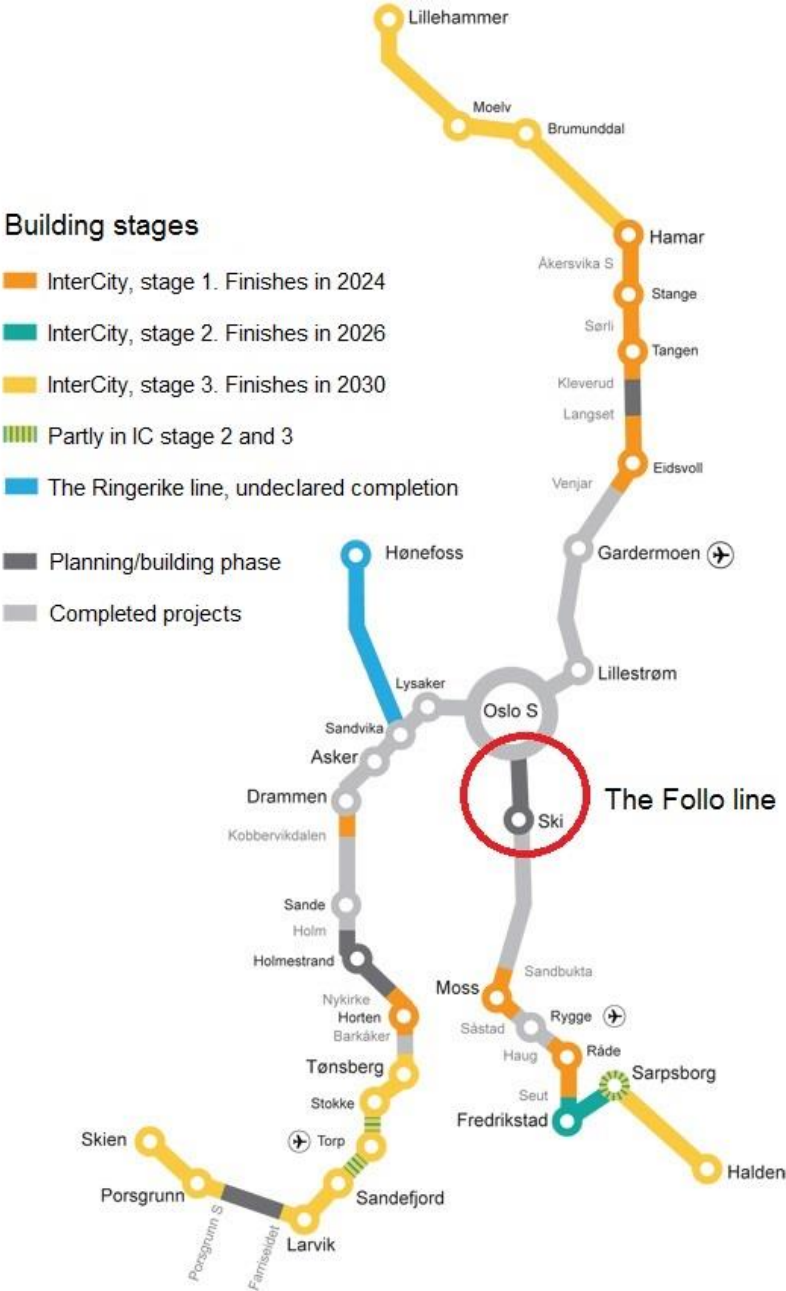 Lillehammer
Moelv
Brumunddal
Building stages
Hamar
Åkersvika S
InterCity, stage 1. Finishes in 2024
Stange
Sørli
InterCity, stage 2. Finishes in 2026
Tangen
InterCity, stage 3. Finishes in 2030
Kleverud
Langset
Partly in IC stage 2 and 3
Eidsvoll
Venjar
The Ringerike line, undeclared completion
Hønefoss
Gardermoen
Planning/building phase
Completed projects
Lillestrøm
Lysaker
Oslo S
Sandvika
Asker
Drammen
The Follo line
Ski
Kobbervikdalen
Sande
Holm
Holmestrand
Sandbukta
Moss
Nykirke
Horten
Rygge
Såstad
Barkåker
Haug
Råde
Tønsberg
Sarpsborg
Stokke
Seut
Fredrikstad
Skien
Torp
Halden
Porsgrunn
Sandefjord
Porsgrunn S
Farriseidet
Larvik